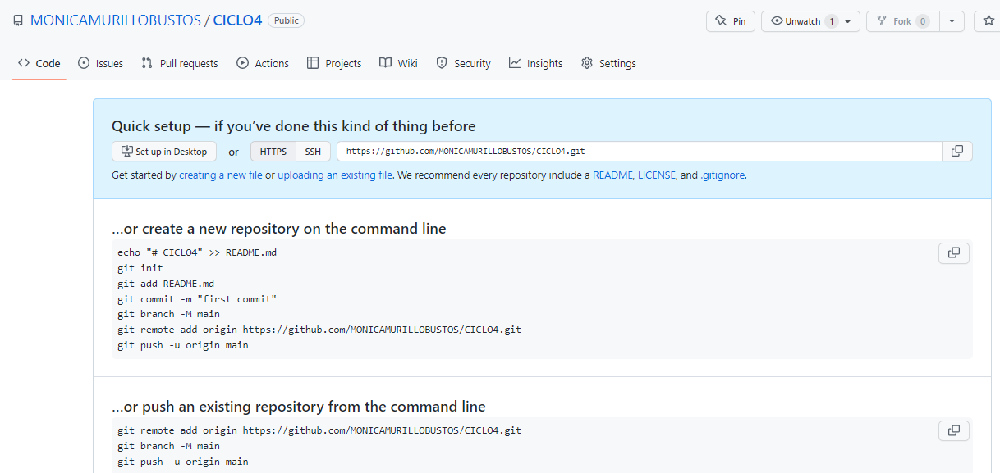 MONICAMURILLOBUSTOS / CICLO4 Public Pin Unwatch 1 Fork 0
Code Issues Pull requests Actions Projects Wiki Security Insights Settings
Quick setup — if you’ve done this kind of thing before
Set up in Desktop or HTTPS SSH https://github.com/MONICAMURILLOBUSTOS/CICLO4.git
Get started by creating a new file or uploading an existing file. We recommend every repository include a README, LICENSE, and .gitignore.
…or create a new repository on the command line
echo "# CICLO4" >> README.md
git init
git add README.md
git commit -m "first commit"
git branch -M main
git remote add origin https://github.com/MONICAMURILLOBUSTOS/CICLO4.git
git push -u origin main
…or push an existing repository from the command line
git remote add origin https://github.com/MONICAMURILLOBUSTOS/CICLO4.git
git branch -M main
git push -u origin main